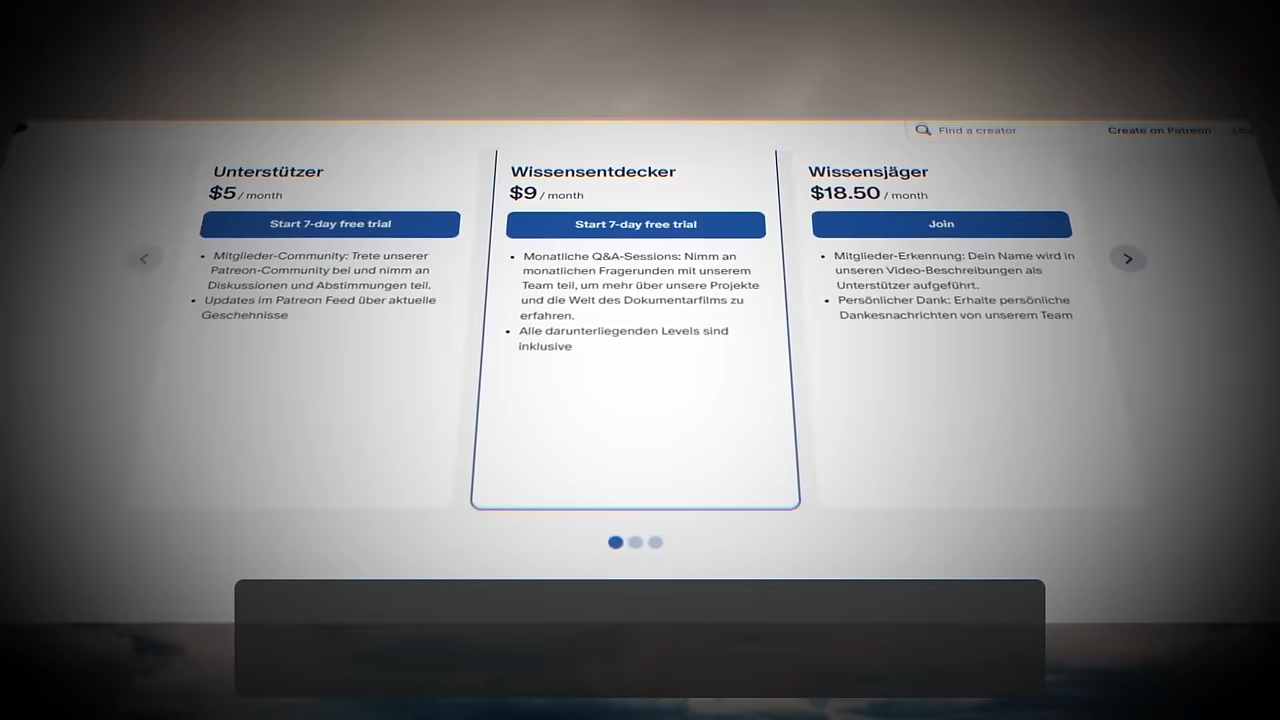 Find a creator
Create on Patreon
Unterstützer
$5 / month
Start 7-day free trial
• Mitglieder-Community: Trete unserer
Patreon-Community bei und nimm an
Diskussionen und Abstimmungen teil.
• Updates im Patreon Feed über aktuelle
Geschehnisse
Wissensentdecker
$9 / month
Start 7-day free trial
• Monatliche Q&A-Sessions: Nimm an
monatlichen Fragerunden mit unserem
Team teil, um mehr über unsere Projekte
und die Welt des Dokumentarfilms zu
erfahren.
• Alle darunterliegenden Levels sind
inklusive
Wissensjäger
$18.50 / month
Join
• Mitglieder-Erkennung: Dein Name wird in
unseren Video-Beschreibungen als
Unterstützer aufgeführt.
• Persönlicher Dank: Erhalte persönliche
Dankesnachrichten von unserem Team